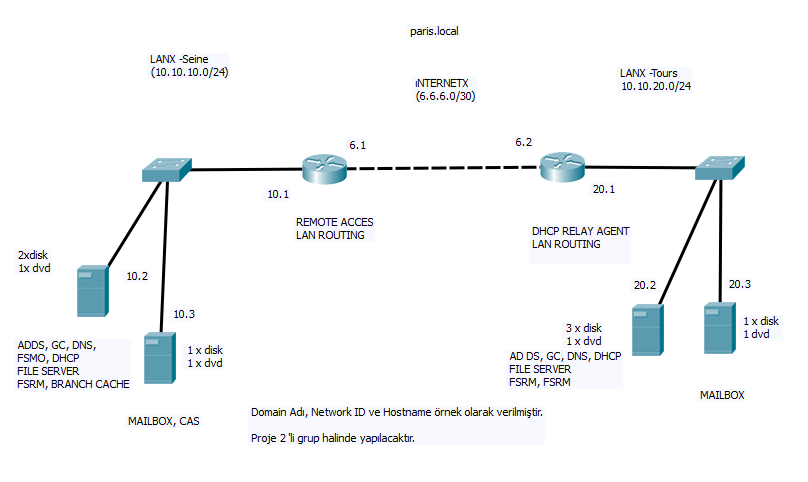 paris.local
LANX -Seine
(10.10.10.0/24)
ıNTERNETX
(6.6.6.0/30)
LANX -Tours
10.10.20.0/24
6.1
6.2
10.1
20.1
REMOTE ACCES
LAN ROUTING
DHCP RELAY AGENT
LAN ROUTING
2xdisk
1x dvd
10.2
10.3
20.2
20.3
ADDS, GC, DNS,
FSMO, DHCP
FILE SERVER
FSRM, BRANCH CACHE
1 x disk
1 x dvd
MAILBOX, CAS
3 x disk
1 x dvd
AD DS, GC, DNS, DHCP
FILE SERVER
FSRM, FSRM
1 x disk
1 dvd
MAILBOX
Domain Adı, Network ID ve Hostname örnek olarak verilmiştir.
Proje 2 'li grup halinde yapılacaktır.